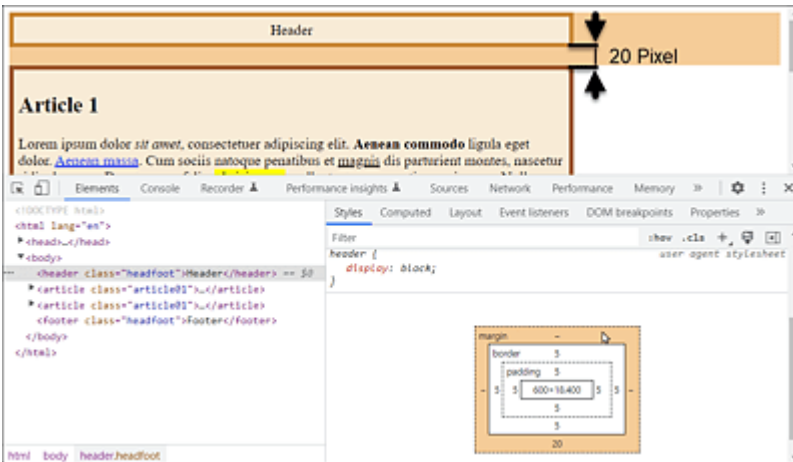 Header
20 Pixel
Article 1
Lorem ipsum dolor sit amet, consectetuer adipiscing elit. Aenean commodo ligula eget
dolor. Aenean massa. Cum sociis natoque penatibus et magnis dis parturient montes, nascetur
Elements Console Recorder Performance insights Sources Network Performance Memory »
<!DOCTYPE html>
<html lang="en">
<head>…</head>
<body>
<header class="headfoot">Header</header> == $0
<article class="article01">…</article>
<article class="article01">…</article>
<footer class="headfoot">Footer</footer>
</body>
</html>
html body header.headfoot
Styles Computed Layout Event listeners DOM breakpoints Properties »
Filter :hov .cls +
header { user agent stylesheet
display: block;
}
margin –
border 5
padding 5
– 5 5 600×18.400 5 5 –
5
5
20